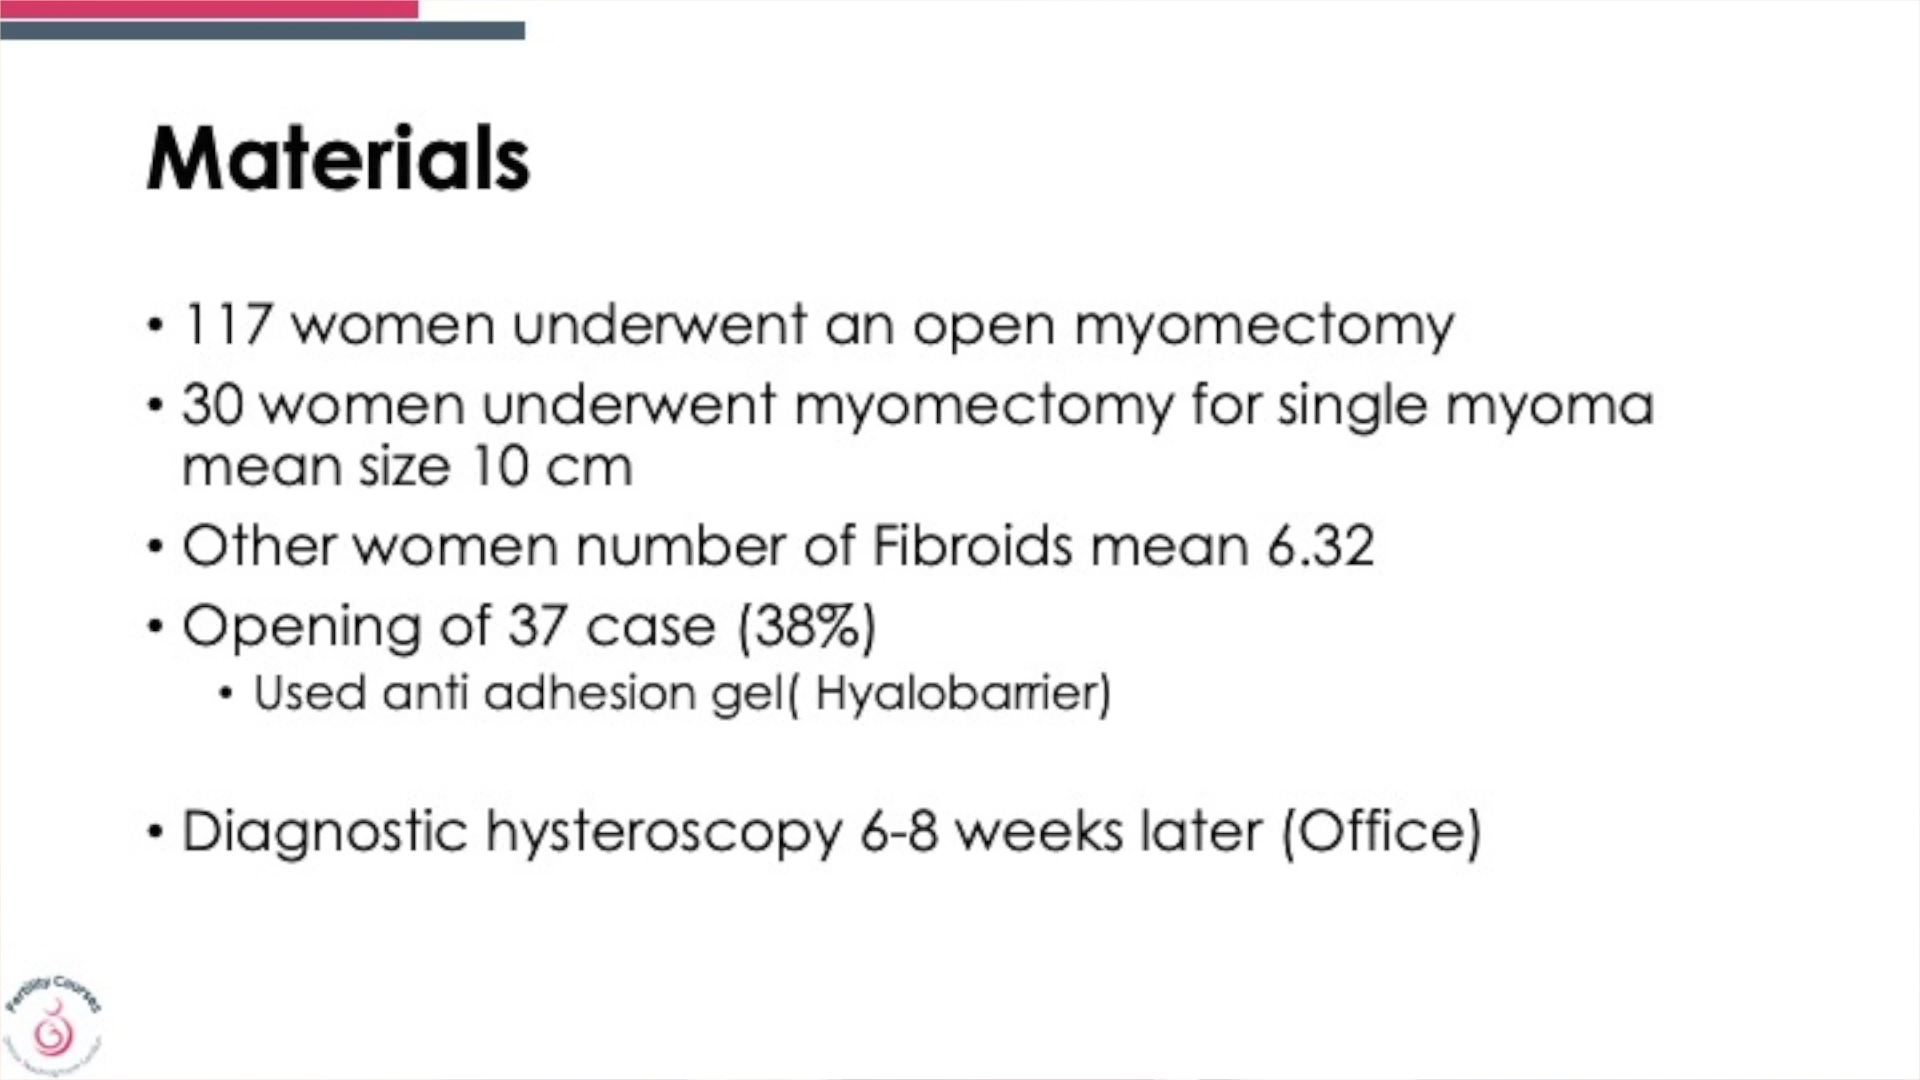 Materials
• 117 women underwent an open myomectomy
• 30 women underwent myomectomy for single myoma
mean size 10 cm
• Other women number of Fibroids mean 6.32
• Opening of 37 case (38%)
• Used anti adhesion gel( Hyalobarrier)
• Diagnostic hysteroscopy 6-8 weeks later (Office)
Fertility Courses